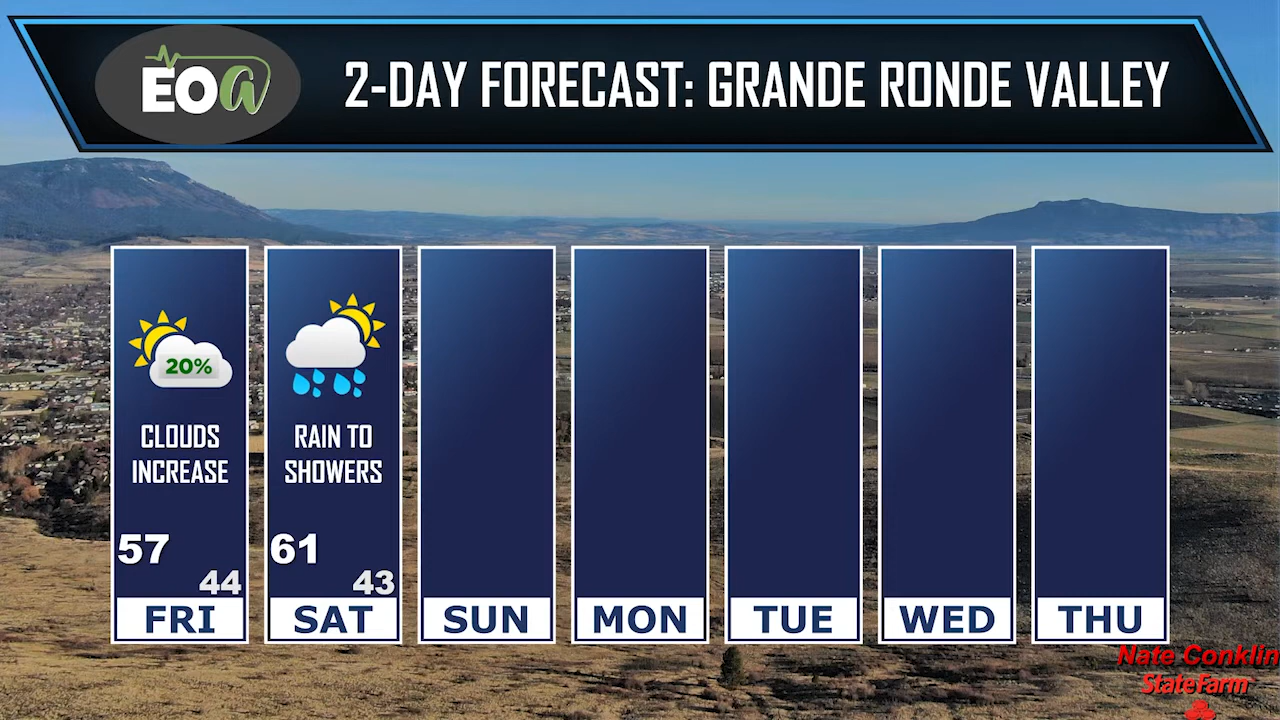 EOa
2-DAY FORECAST: GRANDE RONDE VALLEY
20%
CLOUDS
INCREASE
57
44
FRI
RAIN TO
SHOWERS
61
43
SAT
SUN
MON
TUE
WED
THU
Nate Conklin
StateFarm